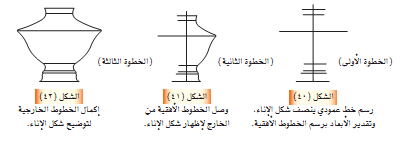 (الخطوة الأولى)
(الخطوة الثانية)
(الخطوة الثالثة)
الشكل (٤٠)
رسم خط عمودي ينصف شكل الإناء.
وتقدير الأبعاد برسم الخطوط الأفقية.
الشكل (٤١)
وصل الخطوط الأفقية من
الخارج لإظهار شكل الإناء.
الشكل (٤٢)
إكمال الخطوط الخارجية
لتوضيح شكل الإناء.